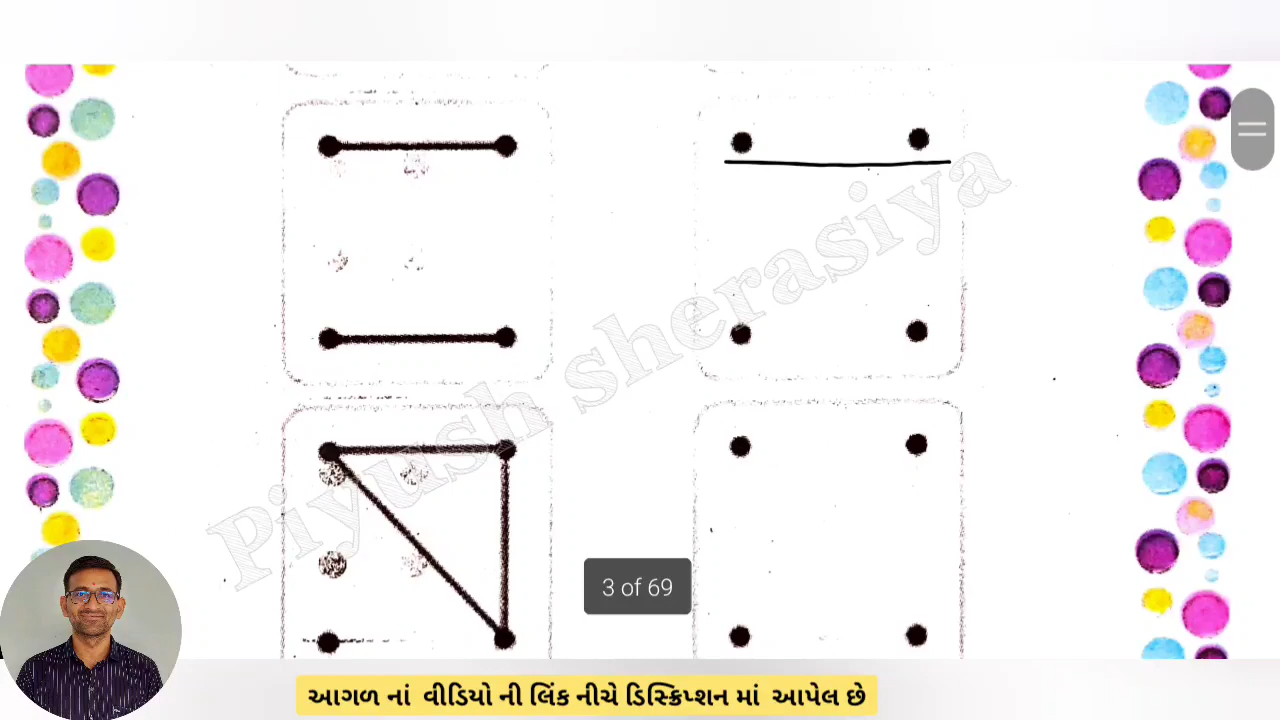 Piyush sherasiya
3 of 69
આગળ નાં વીડિયો ની લિંક નીચે ડિસ્ક્રિપ્શન માં આપેલ છે